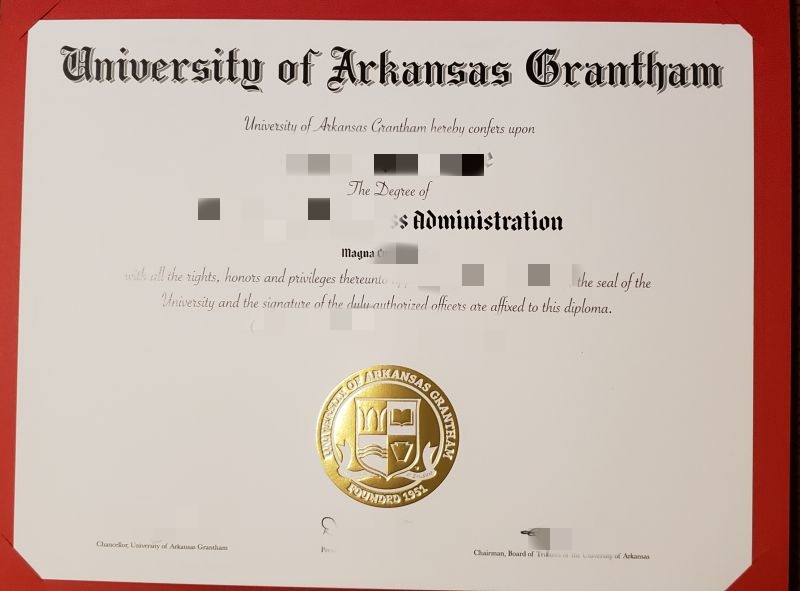 University of Arkansas Grantham
University of Arkansas Grantham hereby confers upon
The Degree of
Administration
Magna
with all the rights, honors and privileges thereunto the seal of the
University and the signature of the duly authorized officers are affixed to this diploma.
UNIVERSITY OF ARKANSAS GRANTHAM
FOUNDED 1951
Chancellor, University of Arkansas Grantham
Chairman, Board of Trustees of the University of Arkansas